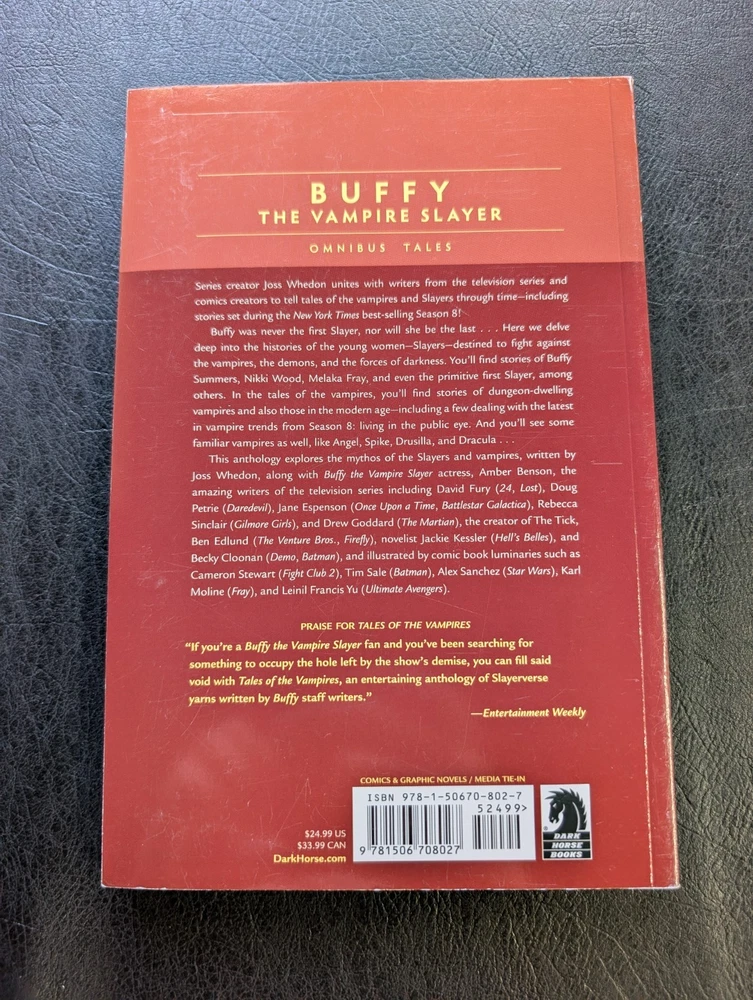 BUFFY
THE VAMPIRE SLAYER
OMNIBUS TALES
Series creator Joss Whedon unites with writers from the television series and
comics creators to tell tales of the vampires and Slayers through time—including
stories set during the New York Times best-selling Season 8!
Buffy was never the first Slayer, nor will she be the last . . . Here we delve
deep into the histories of the young women—Slayers—destined to fight against
the vampires, the demons, and the forces of darkness. You'll find stories of Buffy
Summers, Nikki Wood, Melaka Fray, and even the primitive first Slayer, among
others. In the tales of the vampires, you'll find stories of dungeon-dwelling
vampires and also those in the modern age—including a few dealing with the latest
in vampire trends from Season 8: living in the public eye. And you'll see some
familiar vampires as well, like Angel, Spike, Drusilla, and Dracula . . .
This anthology explores the mythos of the Slayers and vampires, written by
Joss Whedon, along with Buffy the Vampire Slayer actress, Amber Benson, the
amazing writers of the television series including David Fury (24, Lost), Doug
Petrie (Daredevil), Jane Espenson (Once Upon a Time, Battlestar Galactica), Rebecca
Sinclair (Gilmore Girls), and Drew Goddard (The Martian), the creator of The Tick,
Ben Edlund (The Venture Bros., Firefly), novelist Jackie Kessler (Hell's Belles), and
Becky Cloonan (Demo, Batman), and illustrated by comic book luminaries such as
Cameron Stewart (Fight Club 2), Tim Sale (Batman), Alex Sanchez (Star Wars), Karl
Moline (Fray), and Leinil Francis Yu (Ultimate Avengers).
PRAISE FOR TALES OF THE VAMPIRES
“If you're a Buffy the Vampire Slayer fan and you've been searching for
something to occupy the hole left by the show's demise, you can fill said
void with Tales of the Vampires, an entertaining anthology of Slayerverse
yarns written by Buffy staff writers.”
—Entertainment Weekly
COMICS & GRAPHIC NOVELS / MEDIA TIE-IN
ISBN 978-1-50670-802-7
52499>
9 781506 708027
$24.99 US
$33.99 CAN
DarkHorse.com
DARK
HORSE
BOOKS